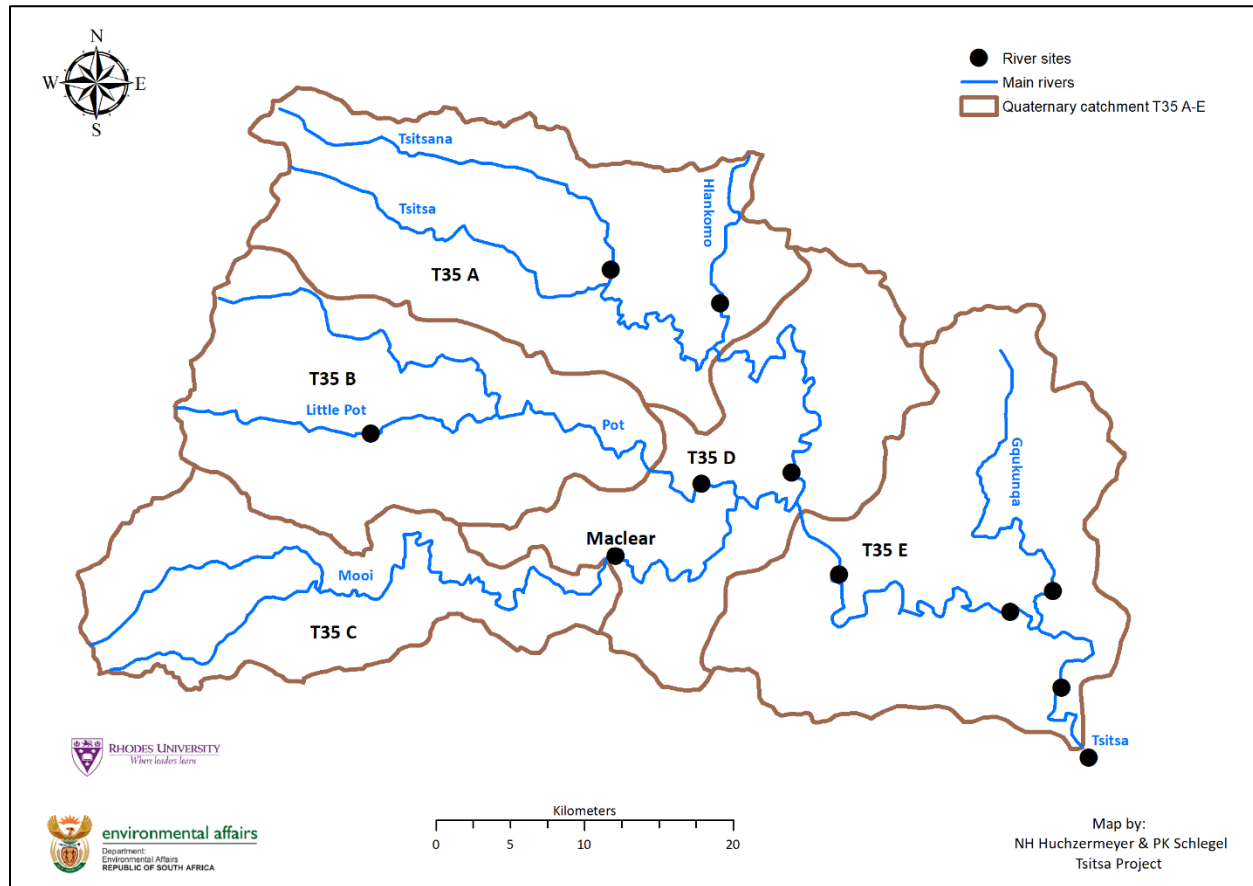 N
W
E
S
River sites
Main rivers
Quaternary catchment T35 A-E
Tsitsana
Tsitsa
Hlankomo
T35 A
T35 B
Little Pot
Pot
T35 D
Gqukunqa
Maclear
T35 E
Mooi
T35 C
Tsitsa
RHODES UNIVERSITY
Where leaders learn
environmental affairs
Department:
Environmental Affairs
REPUBLIC OF SOUTH AFRICA
Kilometers
0 5 10 20
Map by:
NH Huchzermeyer & PK Schlegel
Tsitsa Project